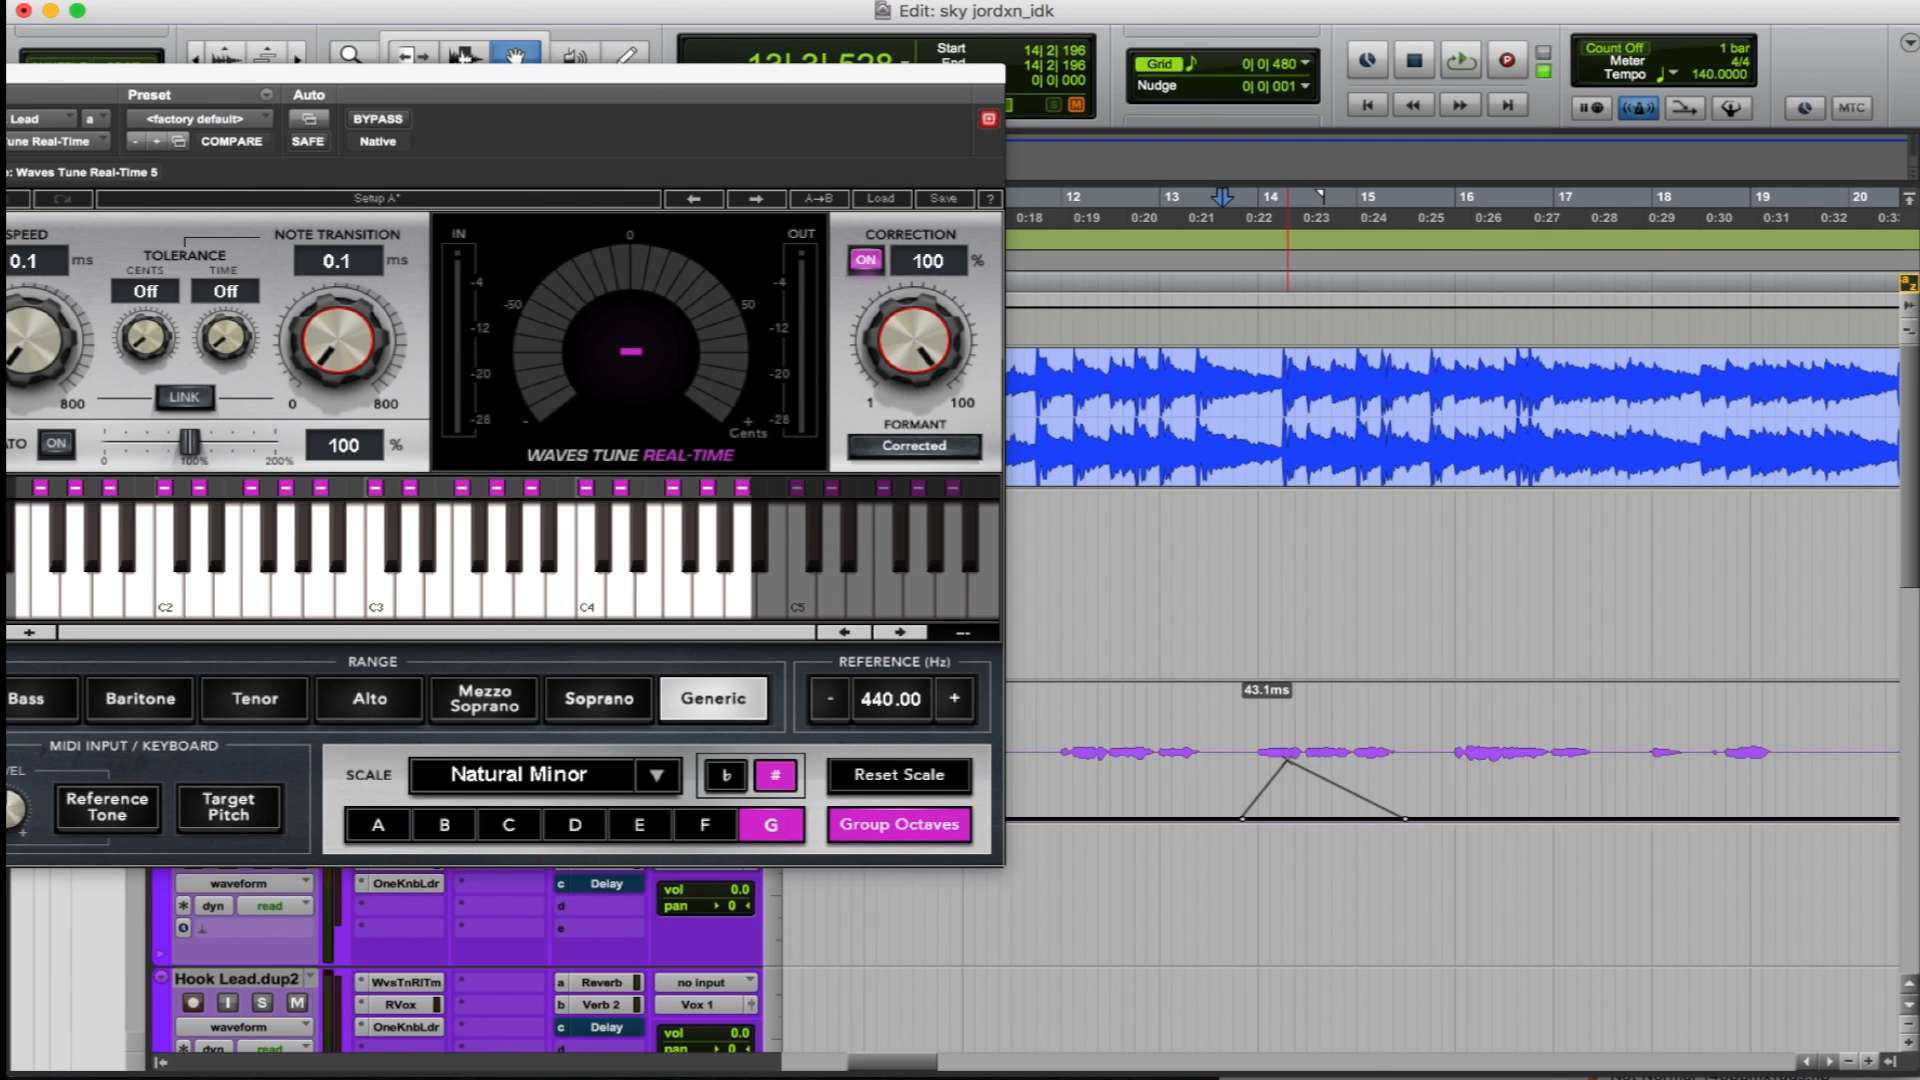 Edit: sky jordxn_idk
Start
End
14| 2| 196
14| 2| 196
0| 0| 000
Grid
0| 0| 480
Nudge
0| 0| 001
Count Off
1 bar
Meter
4/4
Tempo
140.0000
MTC
Preset
Auto
Lead
a
<factory default>
BYPASS
une Real-Time
- +
COMPARE
SAFE
Native
: Waves Tune Real-Time 5
Setup A*
A→B
Load
Save
?
12 13 14 15 16 17 18 19 20
0:18 0:19 0:20 0:21 0:22 0:23 0:24 0:25 0:26 0:27 0:28 0:29 0:30 0:31 0:32 0:3
SPEED
0.1 ms
TOLERANCE
CENTS
TIME
Off
Off
NOTE TRANSITION
0.1 ms
800
LINK
0
800
TO
ON
0
100%
200%
100 %
IN
0
OUT
-4
-50
50
-4
-12
-12
-20
-20
-28
-
+
-28
Cents
WAVES TUNE REAL-TIME
CORRECTION
ON
100 %
1
100
FORMANT
Corrected
C2
C3
C4
C5
RANGE
REFERENCE (Hz)
Bass
Baritone
Tenor
Alto
Mezzo
Soprano
Soprano
Generic
-
440.00
+
MIDI INPUT / KEYBOARD
VEL
Reference
Tone
Target
Pitch
SCALE
Natural Minor
♭
#
Reset Scale
A B C D E F G
Group Octaves
43.1ms
waveform
OneKnbLdr
c Delay
vol 0.0
dyn
read
d
pan 0
e
Hook Lead.dup2
WvsTnRlTm
a Reverb
no input
I S M
RVox
b Verb 2
Vox 1
waveform
OneKnbLdr
c Delay
vol 0.0
dyn
read
d
pan 0